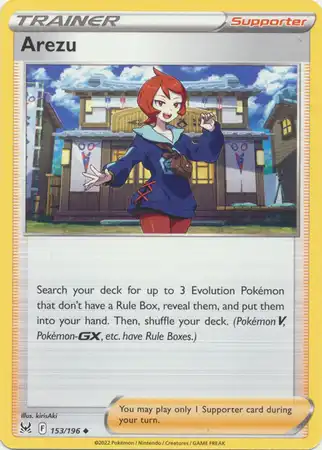 TRAINER Supporter
Arezu
Search your deck for up to 3 Evolution Pokémon
that don't have a Rule Box, reveal them, and put them
into your hand. Then, shuffle your deck. (Pokémon V,
Pokémon-GX, etc. have Rule Boxes.)
illus. kirisAki
F 153/196
You may play only 1 Supporter card during
your turn.
©2022 Pokémon / Nintendo / Creatures / GAME FREAK